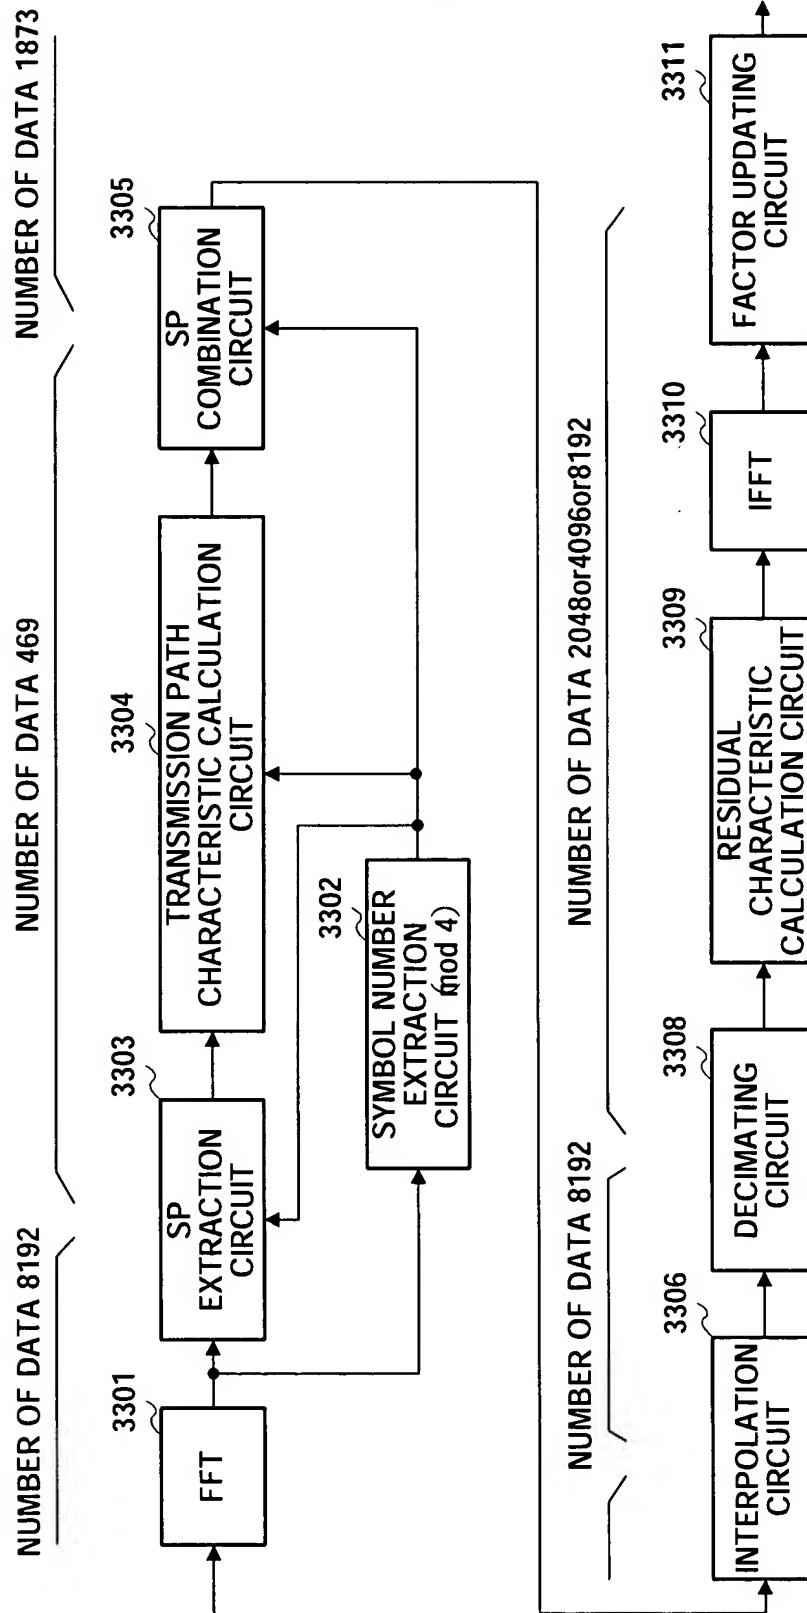 NUMBER OF DATA 8192
NUMBER OF DATA 469
NUMBER OF DATA 1873
3301
FFT
3303
SP
EXTRACTION
CIRCUIT
3304
TRANSMISSION PATH
CHARACTERISTIC CALCULATION
CIRCUIT
3305
SP
COMBINATION
CIRCUIT
3302
SYMBOL NUMBER
EXTRACTION
CIRCUIT (mod 4)
NUMBER OF DATA 8192
NUMBER OF DATA 2048or4096or8192
3306
INTERPOLATION
CIRCUIT
3308
DECIMATING
CIRCUIT
3309
RESIDUAL
CHARACTERISTIC
CALCULATION CIRCUIT
3310
IFFT
3311
FACTOR UPDATING
CIRCUIT